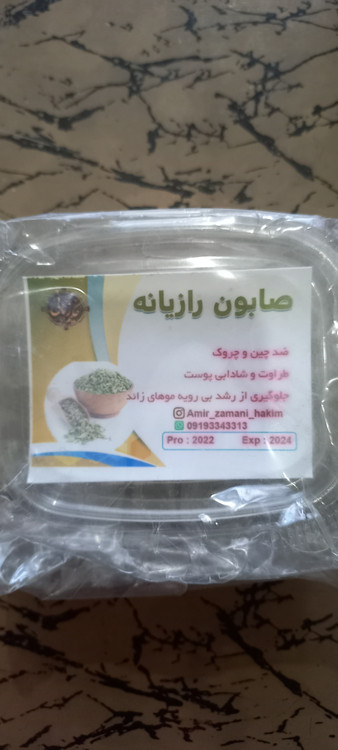 صابون رازیانه
ضد چین و چروک
طراوت و شادابی پوست
جلوگیری از رشد بی رویه موهای زائد
Amir_zamani_hakim
09193343313
Pro : 2022 Exp : 2024